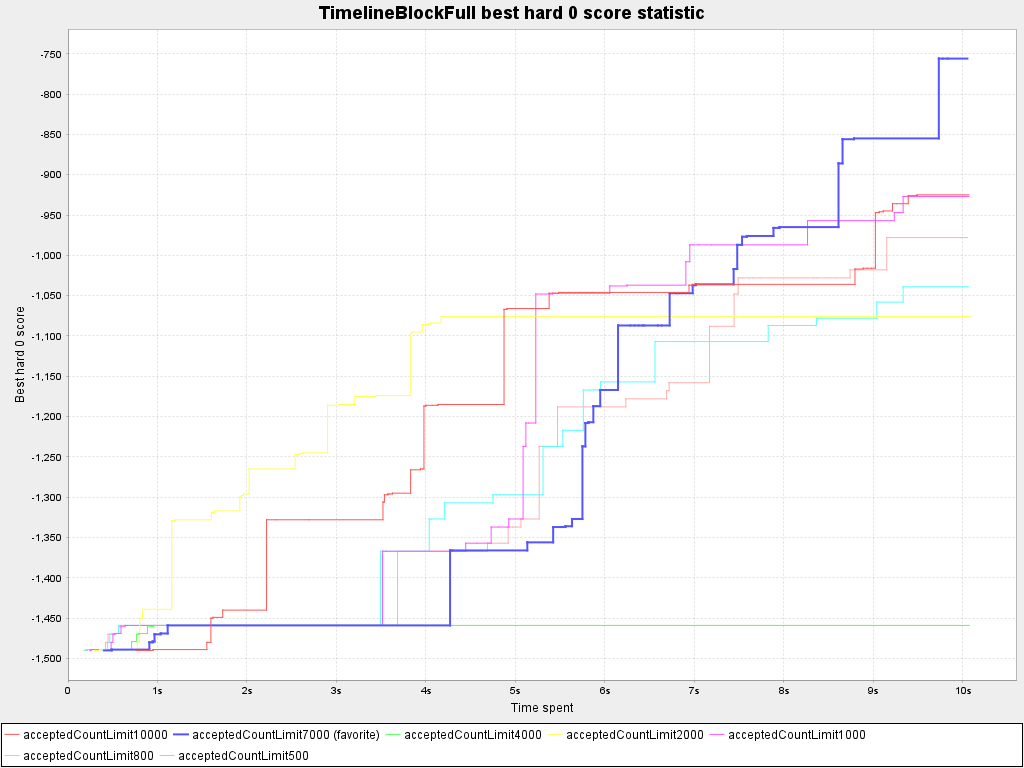 TimelineBlockFull best hard 0 score statistic
-750
-800
-850
-900
-950
-1,000
-1,050
-1,100
-1,150
-1,200
-1,250
-1,300
-1,350
-1,400
-1,450
-1,500
Best hard 0 score
0 1s 2s 3s 4s 5s 6s 7s 8s 9s 10s
Time spent
acceptedCountLimit10000 acceptedCountLimit7000 (favorite) acceptedCountLimit4000 acceptedCountLimit2000 acceptedCountLimit1000
acceptedCountLimit800 acceptedCountLimit500